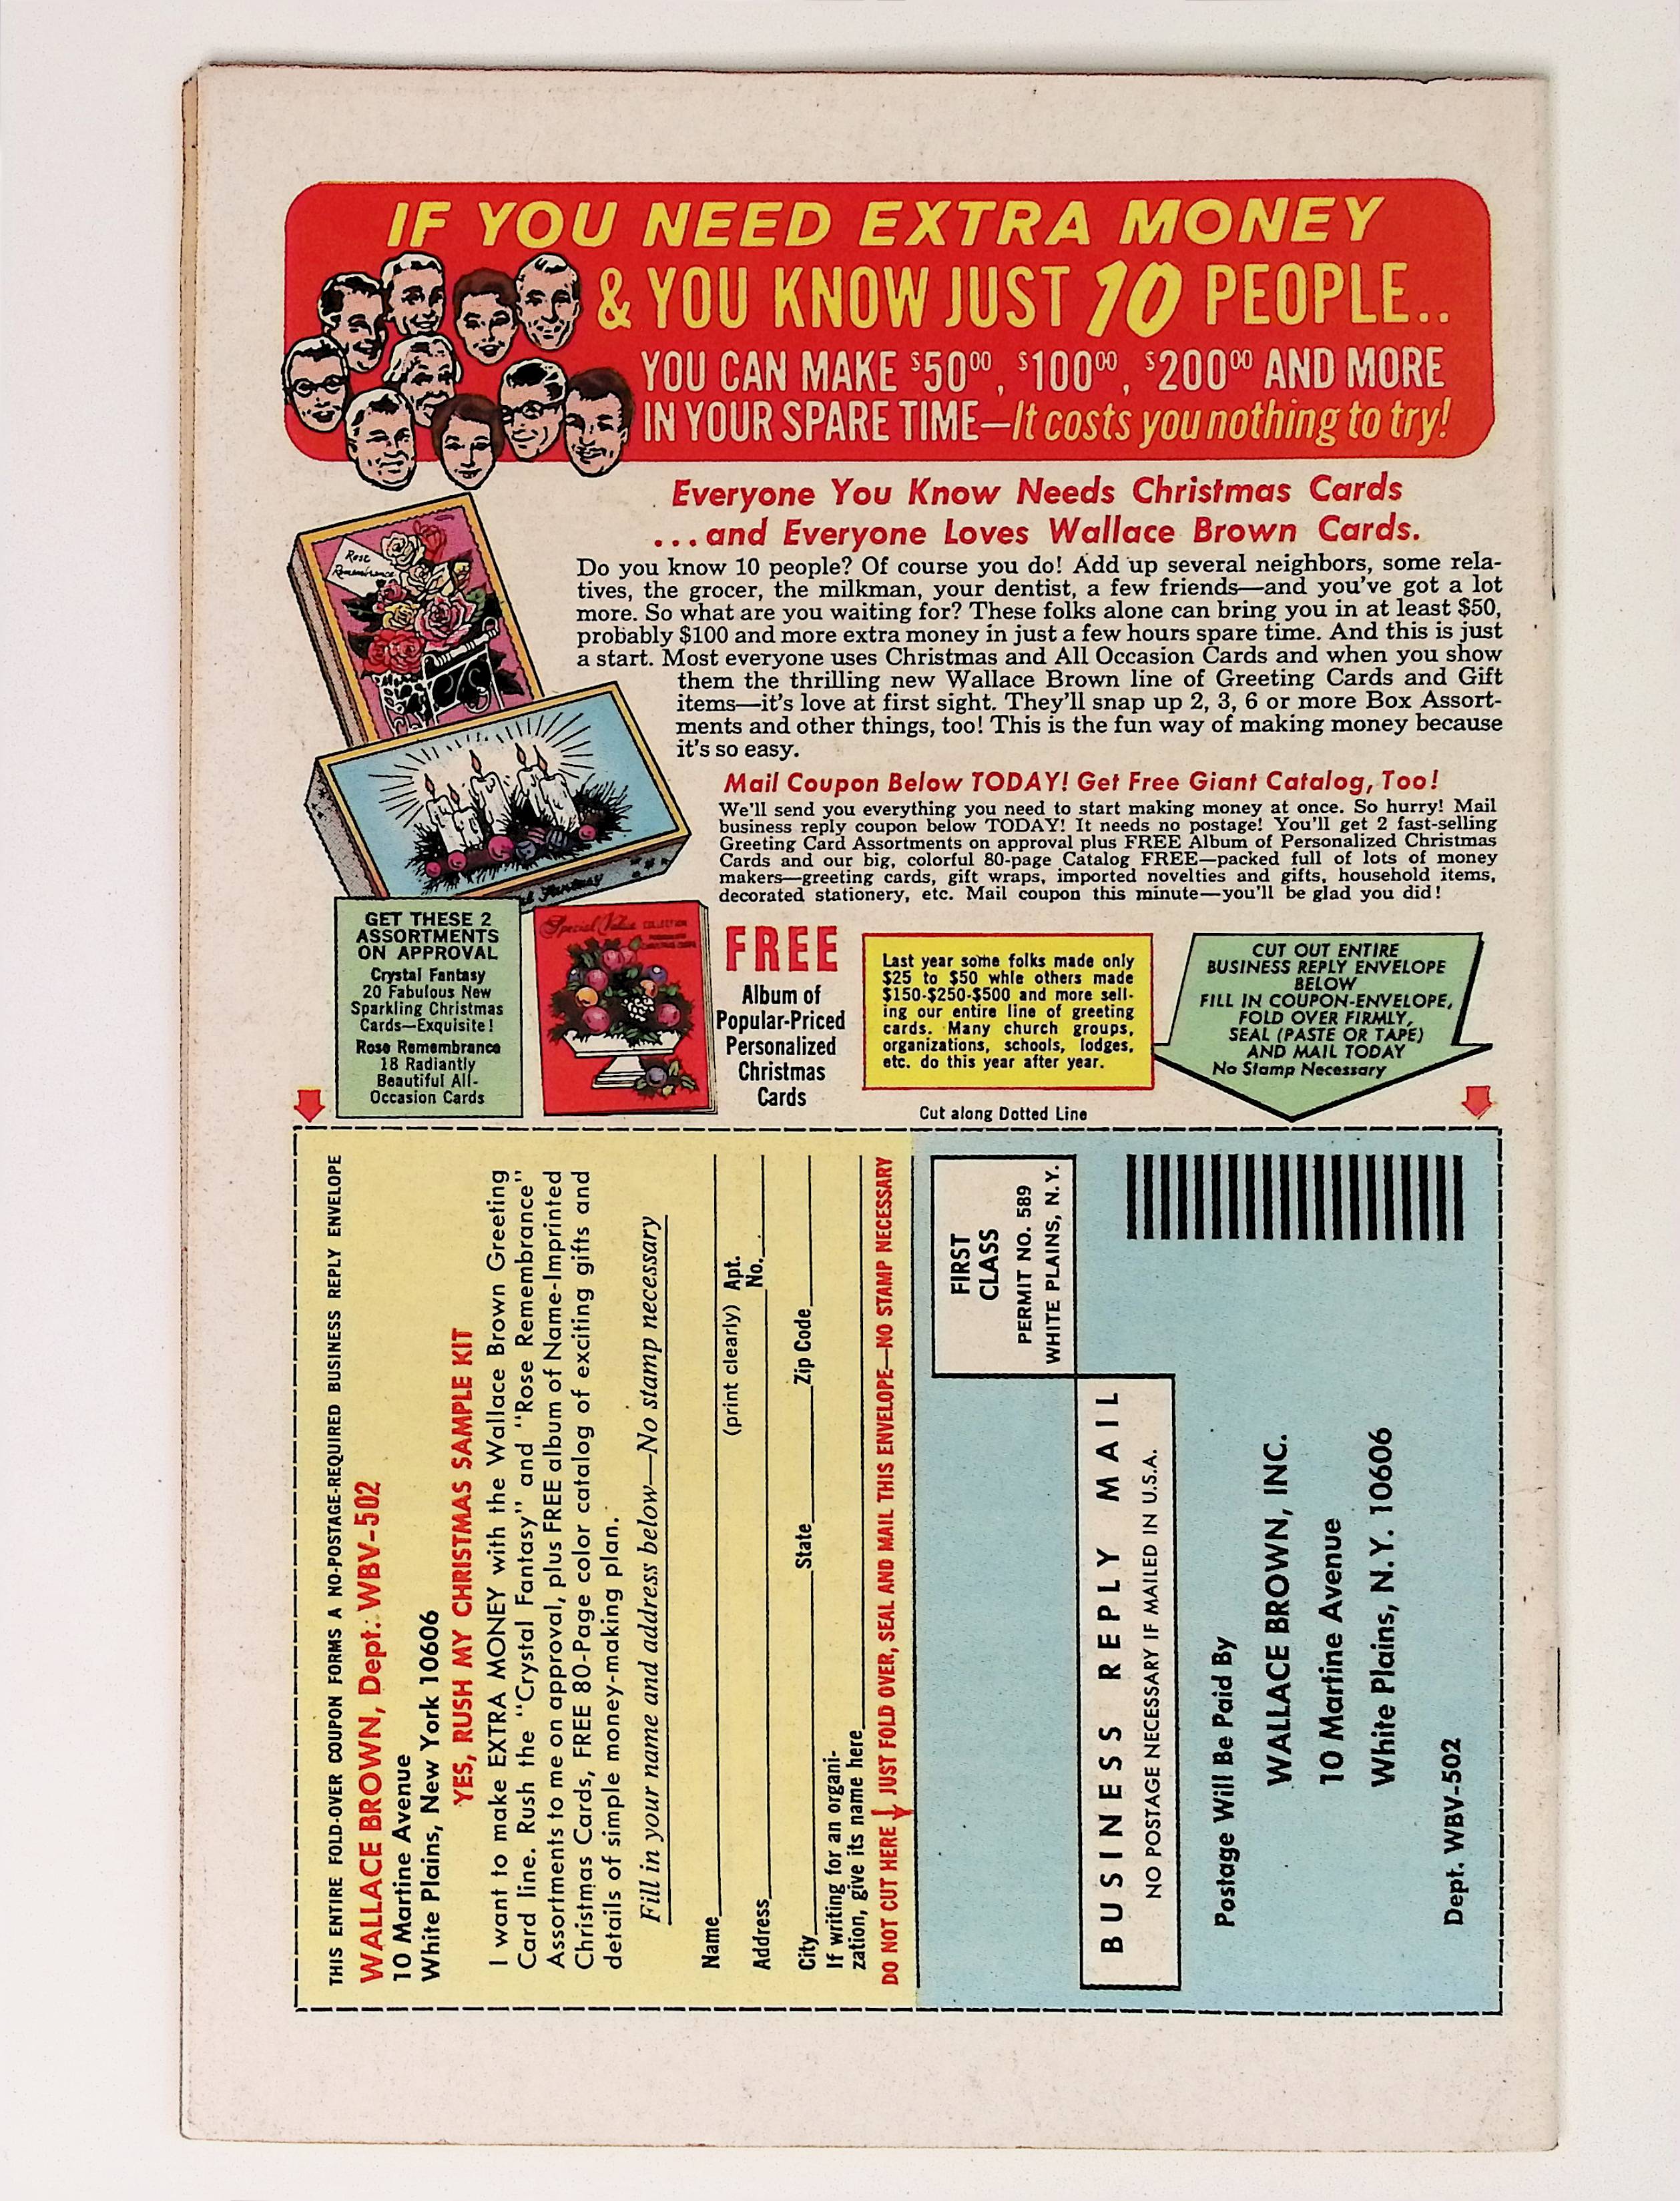 IF YOU NEED EXTRA MONEY
& YOU KNOW JUST 10 PEOPLE..
YOU CAN MAKE $50⁰⁰, $100⁰⁰, $200⁰⁰ AND MORE
IN YOUR SPARE TIME—It costs you nothing to try!
Everyone You Know Needs Christmas Cards
...and Everyone Loves Wallace Brown Cards.
Rose
Remembrance
Do you know 10 people? Of course you do! Add up several neighbors, some rela-
tives, the grocer, the milkman, your dentist, a few friends—and you've got a lot
more. So what are you waiting for? These folks alone can bring you in at least $50,
probably $100 and more extra money in just a few hours spare time. And this is just
a start. Most everyone uses Christmas and All Occasion Cards and when you show
them the thrilling new Wallace Brown line of Greeting Cards and Gift
items—it's love at first sight. They'll snap up 2, 3, 6 or more Box Assort-
ments and other things, too! This is the fun way of making money because
it's so easy.
Mail Coupon Below TODAY! Get Free Giant Catalog, Too!
We'll send you everything you need to start making money at once. So hurry! Mail
business reply coupon below TODAY! It needs no postage! You'll get 2 fast-selling
Greeting Card Assortments on approval plus FREE Album of Personalized Christmas
Cards and our big, colorful 80-page Catalog FREE—packed full of lots of money
makers—greeting cards, gift wraps, imported novelties and gifts, household items,
decorated stationery, etc. Mail coupon this minute—you'll be glad you did!
Fantasy
GET THESE 2
ASSORTMENTS
ON APPROVAL
Crystal Fantasy
20 Fabulous New
Sparkling Christmas
Cards—Exquisite!
Rose Remembrance
18 Radiantly
Beautiful All-
Occasion Cards
Special Value COLLECTION
FREE
Album of
Popular-Priced
Personalized
Christmas
Cards
Last year some folks made only
$25 to $50 whle others made
$150-$250-$500 and more sell-
ing our entire line of greeting
cards. Many church groups,
organizations, schools, lodges,
etc. do this year after year.
CUT OUT ENTIRE
BUSINESS REPLY ENVELOPE
BELOW
FILL IN COUPON-ENVELOPE,
FOLD OVER FIRMLY,
SEAL (PASTE OR TAPE)
AND MAIL TODAY
No Stamp Necessary
Cut along Dotted Line
THIS ENTIRE FOLD-OVER COUPON FORMS A NO-POSTAGE-REQUIRED BUSINESS REPLY ENVELOPE
WALLACE BROWN, Dept. WBV-502
10 Martine Avenue
White Plains, New York 10606
YES, RUSH MY CHRISTMAS SAMPLE KIT
I want to make EXTRA MONEY with the Wallace Brown Greeting
Card line. Rush the "Crystal Fantasy" and "Rose Remembrance"
Assortments to me on approval, plus FREE album of Name-Imprinted
Christmas Cards, FREE 80-Page color catalog of exciting gifts and
details of simple money-making plan.
Fill in your name and address below—No stamp necessary
Name
(print clearly)
Address Apt. No.
City State Zip Code
If writing for an organi-
zation, give its name here
DO NOT CUT HERE JUST FOLD OVER, SEAL AND MAIL THIS ENVELOPE—NO STAMP NECESSARY
FIRST
CLASS
PERMIT NO. 589
WHITE PLAINS, N.Y.
BUSINESS REPLY MAIL
NO POSTAGE NECESSARY IF MAILED IN U.S.A.
Postage Will Be Paid By
WALLACE BROWN, INC.
10 Martine Avenue
White Plains, N.Y. 10606
Dept. WBV-502